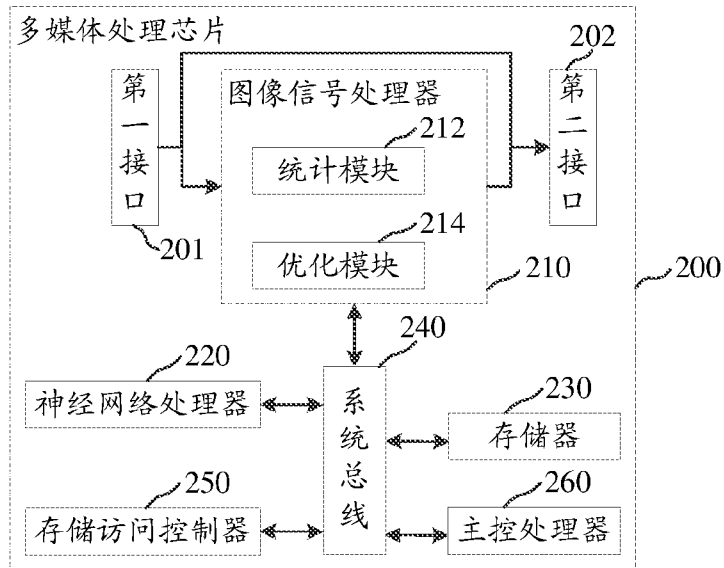 多媒体处理芯片
202
第一接口
图像信号处理器
第二接口
212
统计模块
201
214
优化模块
210
200
240
220
神经网络处理器
系统总线
230
存储器
250
存储访问控制器
260
主控处理器